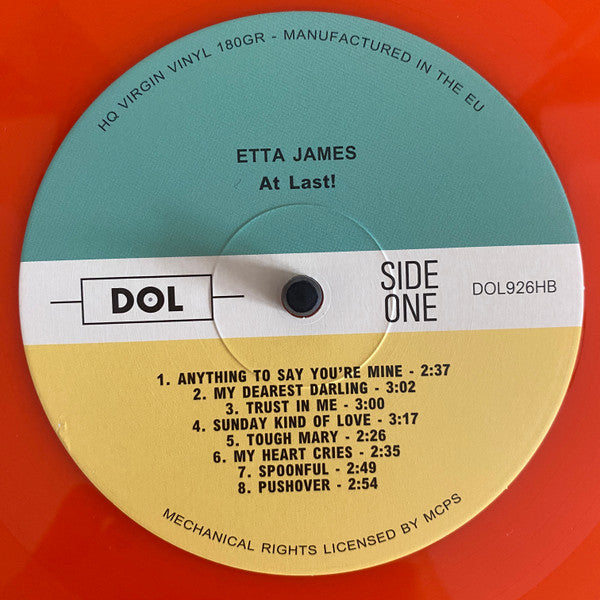 HQ VIRGIN VINYL 180GR - MANUFACTURED IN THE EU
ETTA JAMES
At Last!
DOL
SIDE
ONE
DOL926HB
1. ANYTHING TO SAY YOU'RE MINE - 2:37
2. MY DEAREST DARLING - 3:02
3. TRUST IN ME - 3:00
4. SUNDAY KIND OF LOVE - 3:17
5. TOUGH MARY - 2:26
6. MY HEART CRIES - 2:35
7. SPOONFUL - 2:49
8. PUSHOVER - 2:54
MECHANICAL RIGHTS LICENSED BY MCPS